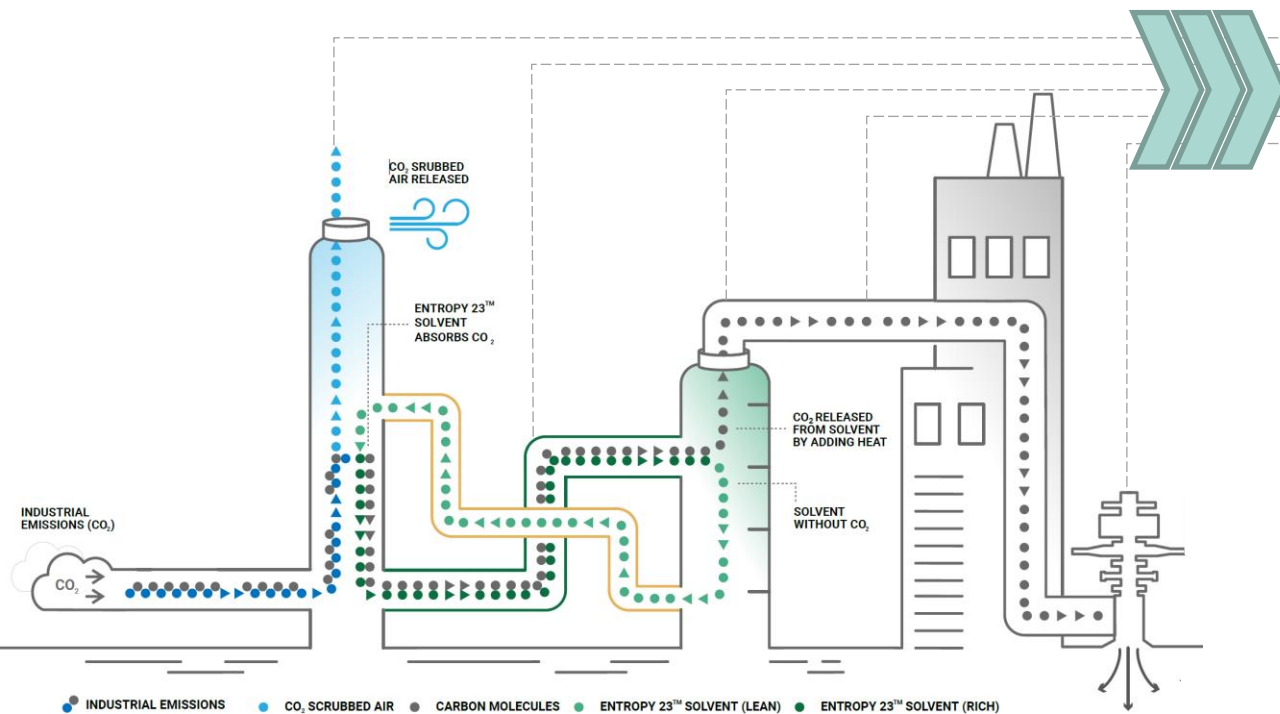 CO₂ SRUBBED
AIR RELEASED
ENTROPY 23™
SOLVENT
ABSORBS CO₂
CO₂ RELEASED
FROM SOLVENT
BY ADDING HEAT
SOLVENT
WITHOUT CO₂
INDUSTRIAL
EMISSIONS (CO₂)
CO₂
INDUSTRIAL EMISSIONS CO₂ SCRUBBED AIR CARBON MOLECULES ENTROPY 23™ SOLVENT (LEAN) ENTROPY 23™ SOLVENT (RICH)